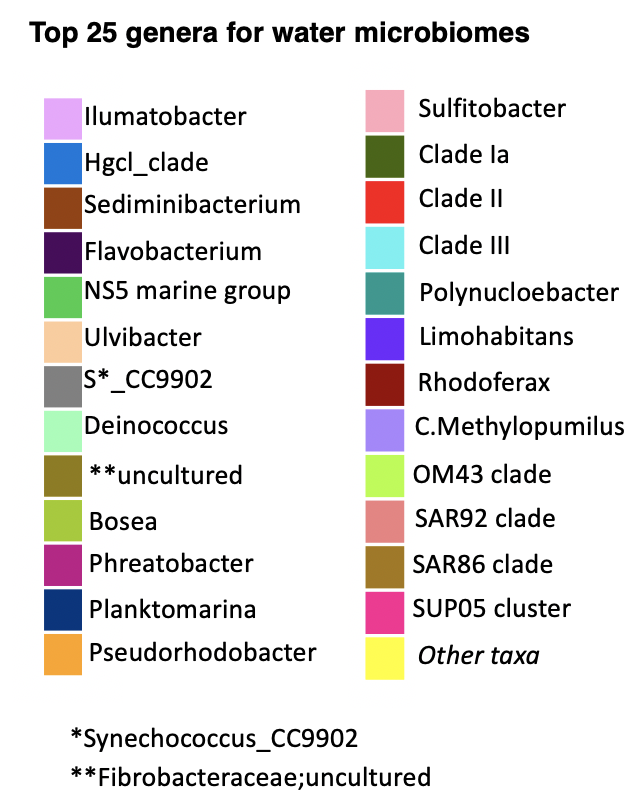 Top 25 genera for water microbiomes
Ilumatobacter
Hgcl_clade
Sediminibacterium
Flavobacterium
NS5 marine group
Ulvibacter
S*_CC9902
Deinococcus
**uncultured
Bosea
Phreatobacter
Planktomarina
Pseudorhodobacter
Sulfitobacter
Clade Ia
Clade II
Clade III
Polynucloebacter
Limohabitans
Rhodoferax
C.Methylopumilus
OM43 clade
SAR92 clade
SAR86 clade
SUP05 cluster
Other taxa
*Synechococcus_CC9902
**Fibrobacteraceae;uncultured